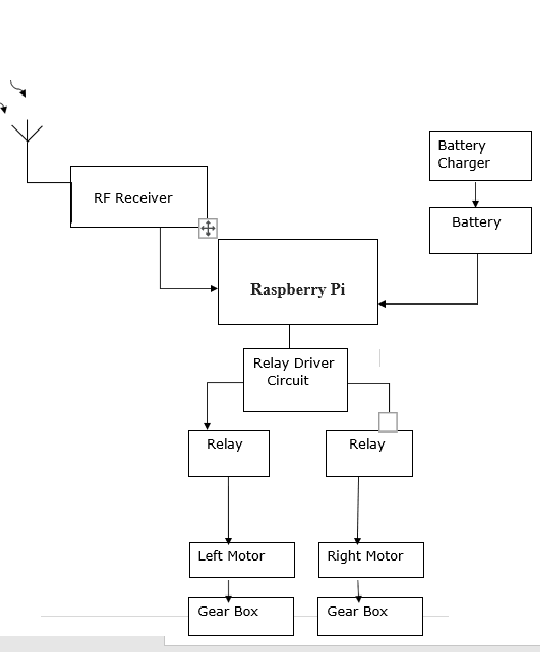 Battery
Charger
RF Receiver
Battery
Raspberry Pi
Relay Driver
Circuit
Relay
Relay
Left Motor
Right Motor
Gear Box
Gear Box